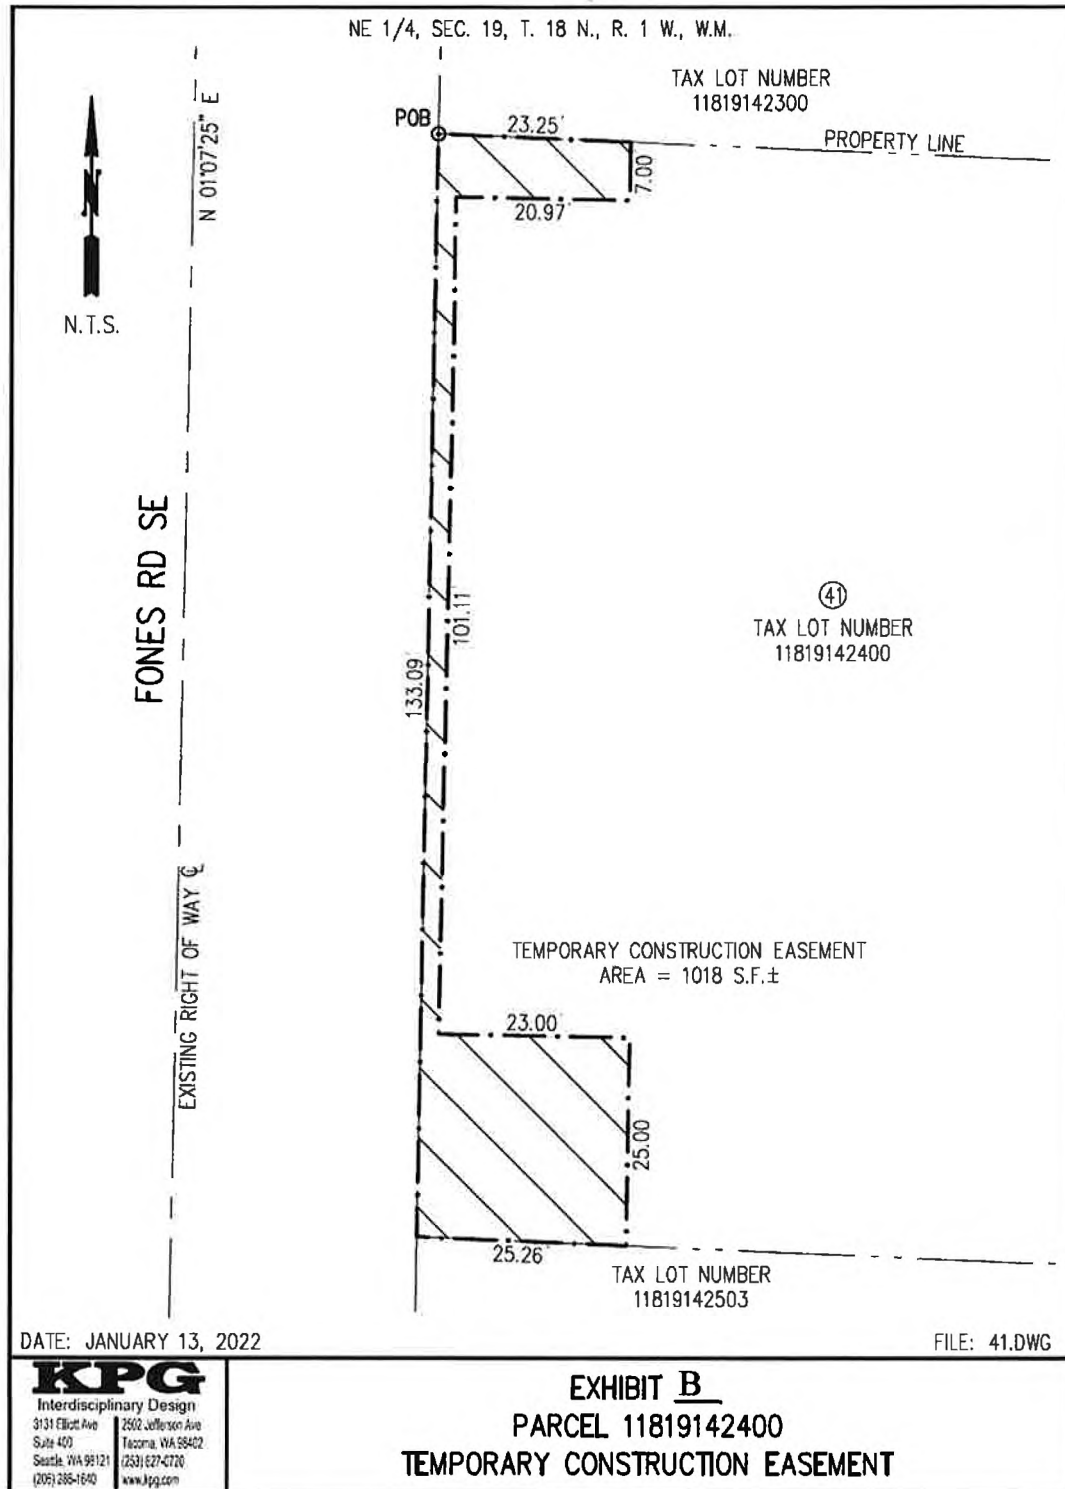 NE 1/4, SEC. 19, T. 18 N., R. 1 W., W.M.
TAX LOT NUMBER
11819142300
POB
23.25'
PROPERTY LINE
N 01°07'25" E
7.00'
20.97'
N
N.T.S.
FONES RD SE
101.11'
133.09'
41
TAX LOT NUMBER
11819142400
EXISTING RIGHT OF WAY ℄
TEMPORARY CONSTRUCTION EASEMENT
AREA = 1018 S.F.±
23.00'
25.00
25.26'
TAX LOT NUMBER
11819142503
DATE: JANUARY 13, 2022
FILE: 41.DWG
KPG
Interdisciplinary Design
3131 Elliott Ave
Suite 400
Seattle, WA 98121
(206) 286-1640
2502 Jefferson Ave
Tacoma, WA 98402
(253) 627-0720
www.kpg.com
EXHIBIT B
PARCEL 11819142400
TEMPORARY CONSTRUCTION EASEMENT